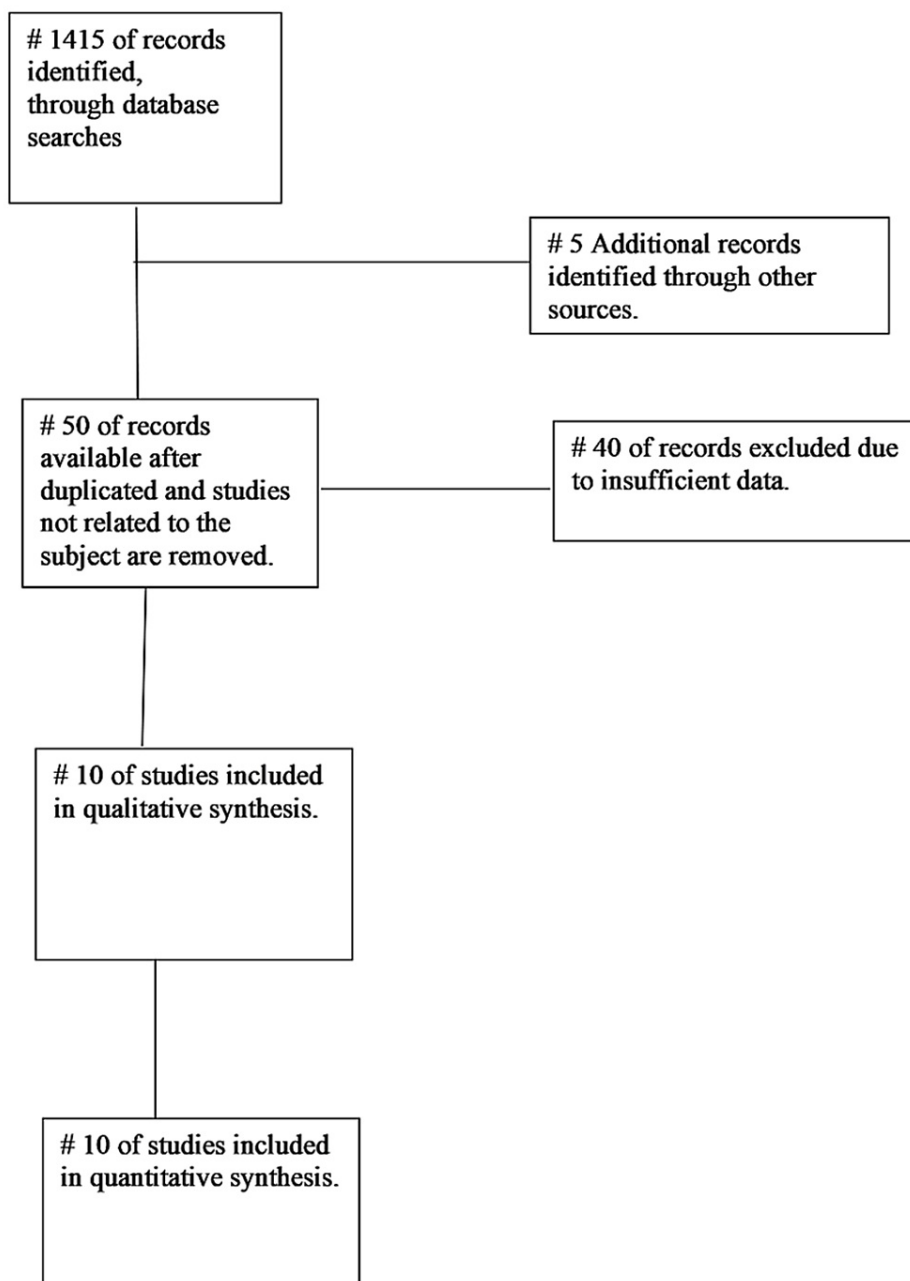 # 1415 of records
identified,
through database
searches
# 5 Additional records
identified through other
sources.
# 50 of records
available after
duplicated and studies
not related to the
subject are removed.
# 40 of records excluded due
to insufficient data.
# 10 of studies included
in qualitative synthesis.
# 10 of studies included
in quantitative synthesis.